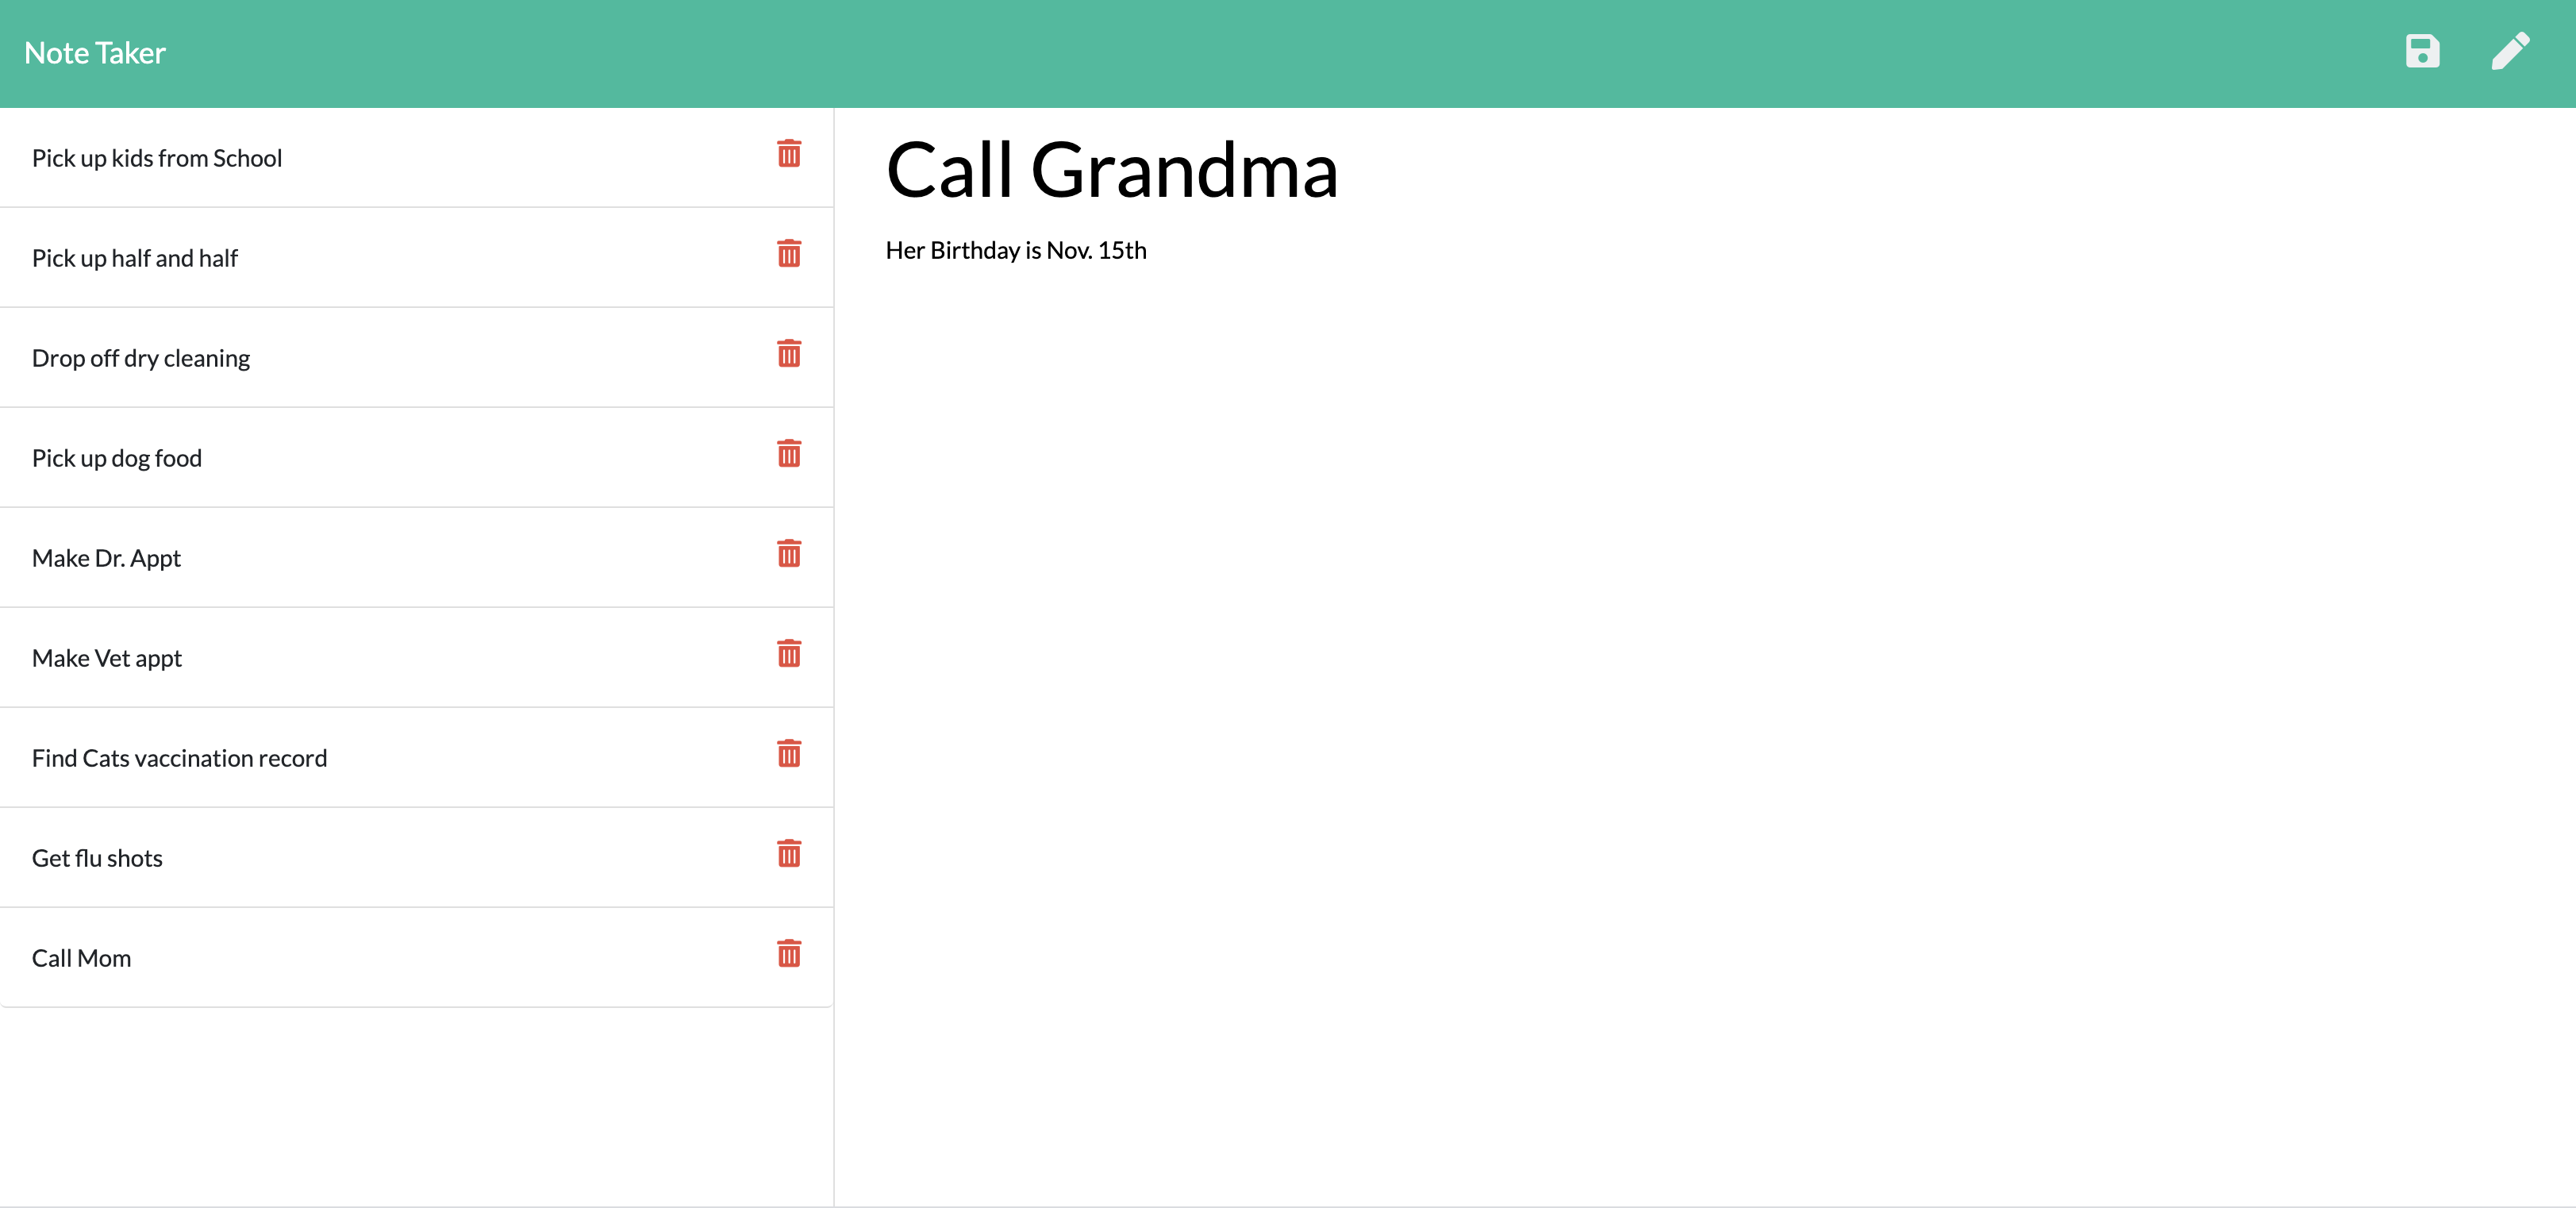 Note Taker
Pick up kids from School
Pick up half and half
Drop off dry cleaning
Pick up dog food
Make Dr. Appt
Make Vet appt
Find Cats vaccination record
Get flu shots
Call Mom
Call Grandma
Her Birthday is Nov. 15th